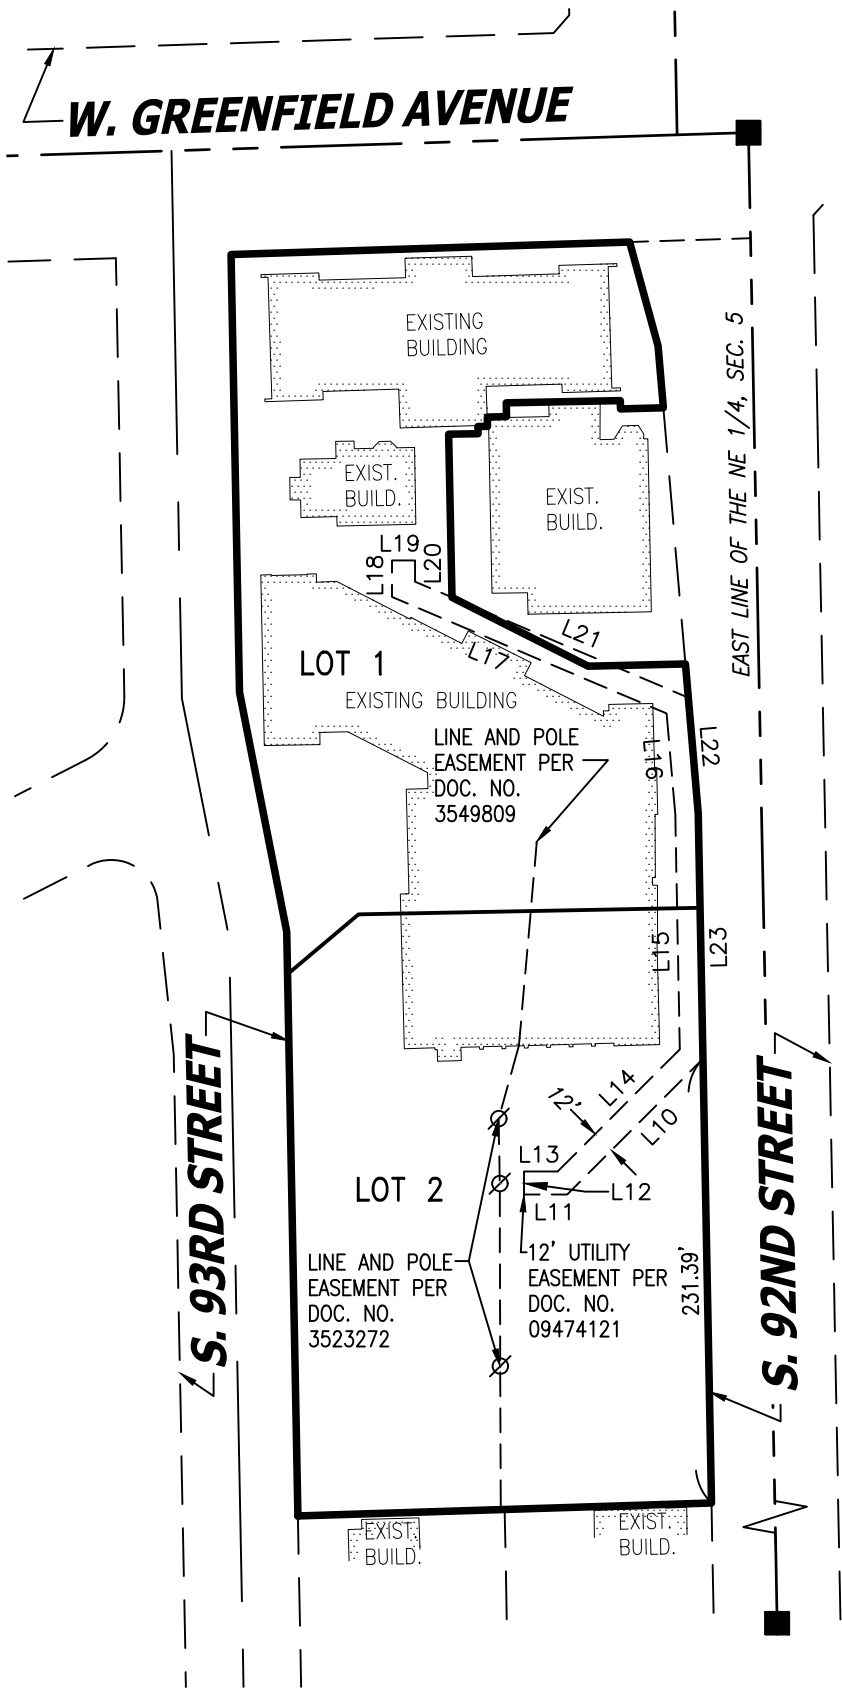 W. GREENFIELD AVENUE
EXISTING
BUILDING
EAST LINE OF THE NE 1/4, SEC. 5
EXIST.
BUILD.
EXIST.
BUILD.
L19
L18
L20
L21
L17
LOT 1
EXISTING BUILDING
LINE AND POLE
EASEMENT PER
DOC. NO.
3549809
L16
L22
L15
L23
S. 93RD STREET
S. 92ND STREET
12'
L14
L10
L13
L12
L11
LOT 2
LINE AND POLE
EASEMENT PER
DOC. NO.
3523272
12' UTILITY
EASEMENT PER
DOC. NO.
09474121
231.39'
EXIST.
BUILD.
EXIST.
BUILD.